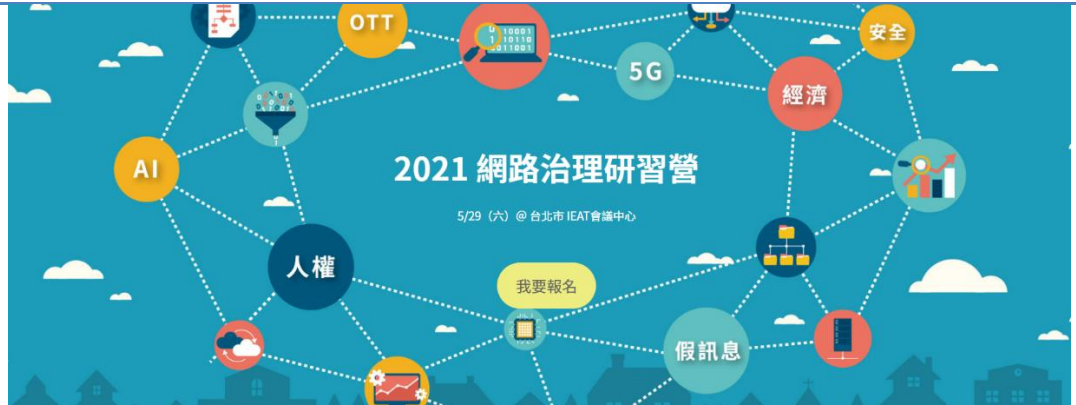 OTT
安全
5G
經濟
AI
2021 網路治理研習營
5/29（六）@ 台北市 IEAT會議中心
人權
我要報名
假訊息